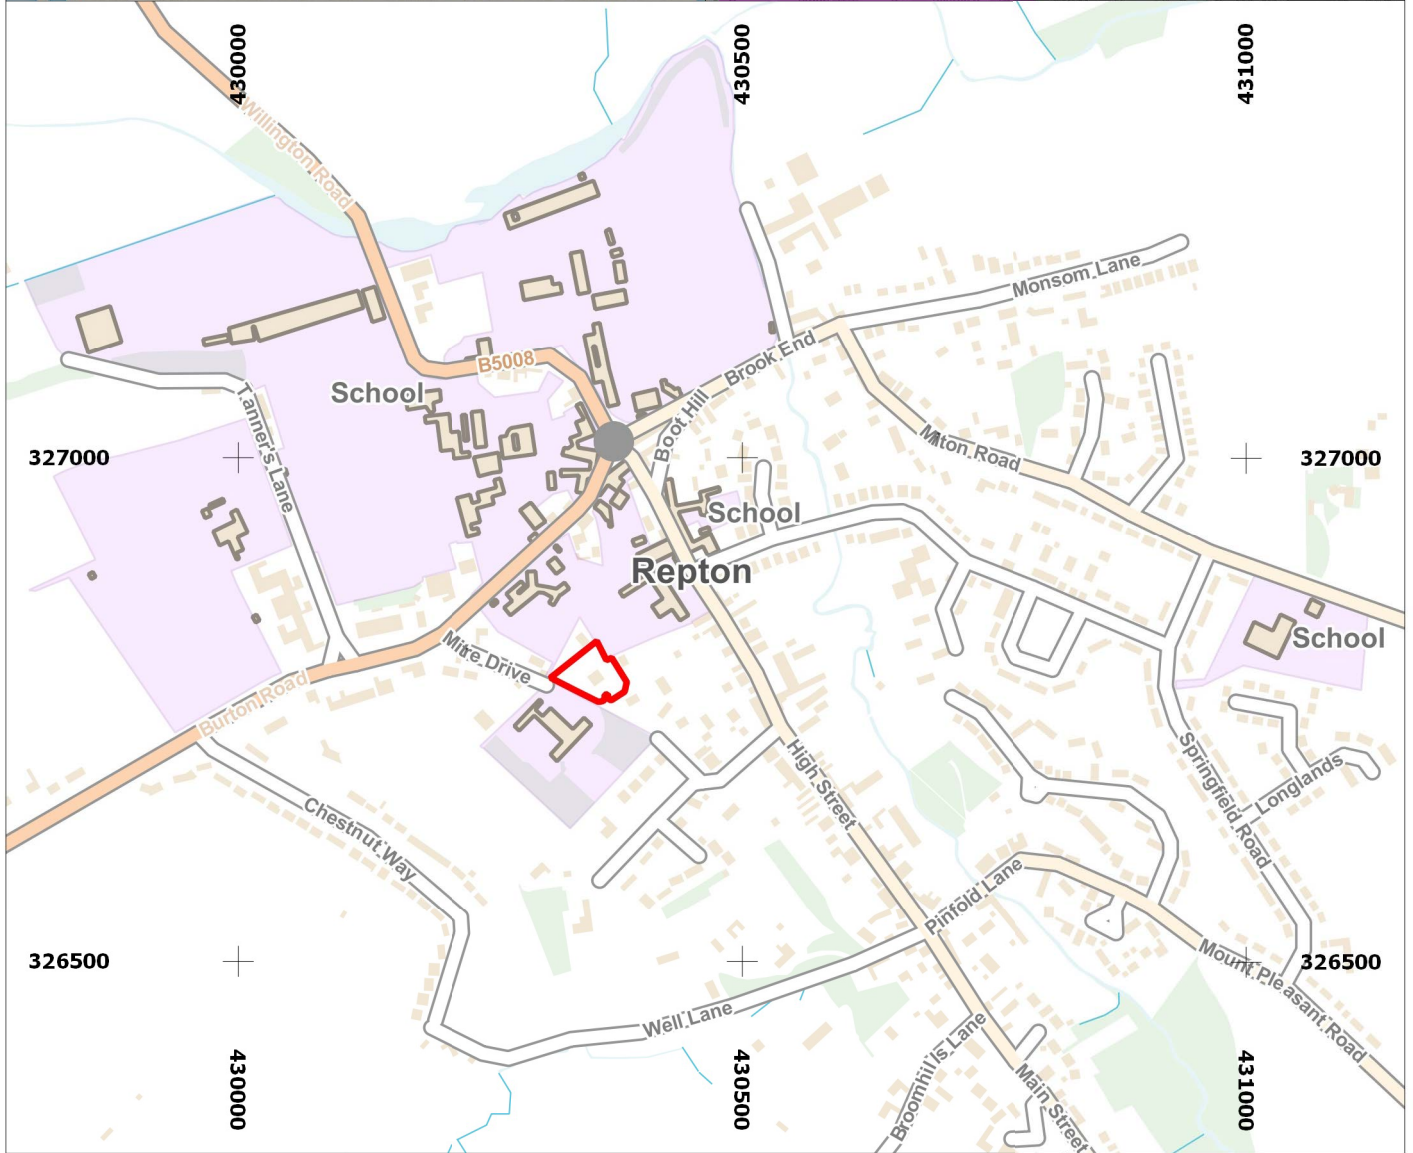 430000
430500
431000
Willington Road
Monsom Lane
B5008
Brook End
School
Tanner's Lane
Boot Hill
Milton Road
327000
327000
School
Repton
School
Mitre Drive
Burton Road
High Street
Springfield Road
Longlands
Chestnut Way
Pinfold Lane
326500
326500
Mount Pleasant Road
Well Lane
Broomhills Lane
Main Street
430000
430500
431000